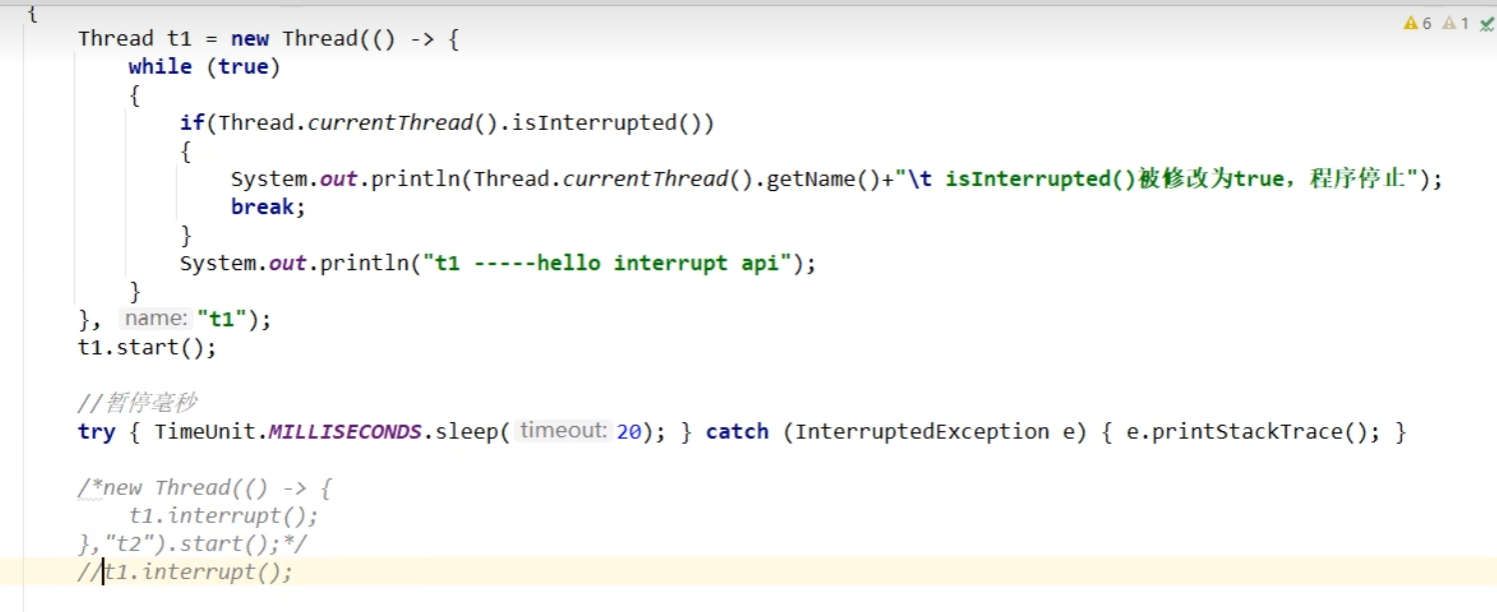 {
6 1
Thread t1 = new Thread(() -> {
while (true)
{
if(Thread.currentThread().isInterrupted())
{
System.out.println(Thread.currentThread().getName()+"\t isInterrupted()被修改为true，程序停止");
break;
}
System.out.println("t1 -----hello interrupt api");
}
}, name: "t1");
t1.start();
//暂停毫秒
try { TimeUnit.MILLISECONDS.sleep( timeout: 20); } catch (InterruptedException e) { e.printStackTrace(); }
/*new Thread(() -> {
t1.interrupt();
},"t2").start();*/
//t1.interrupt();